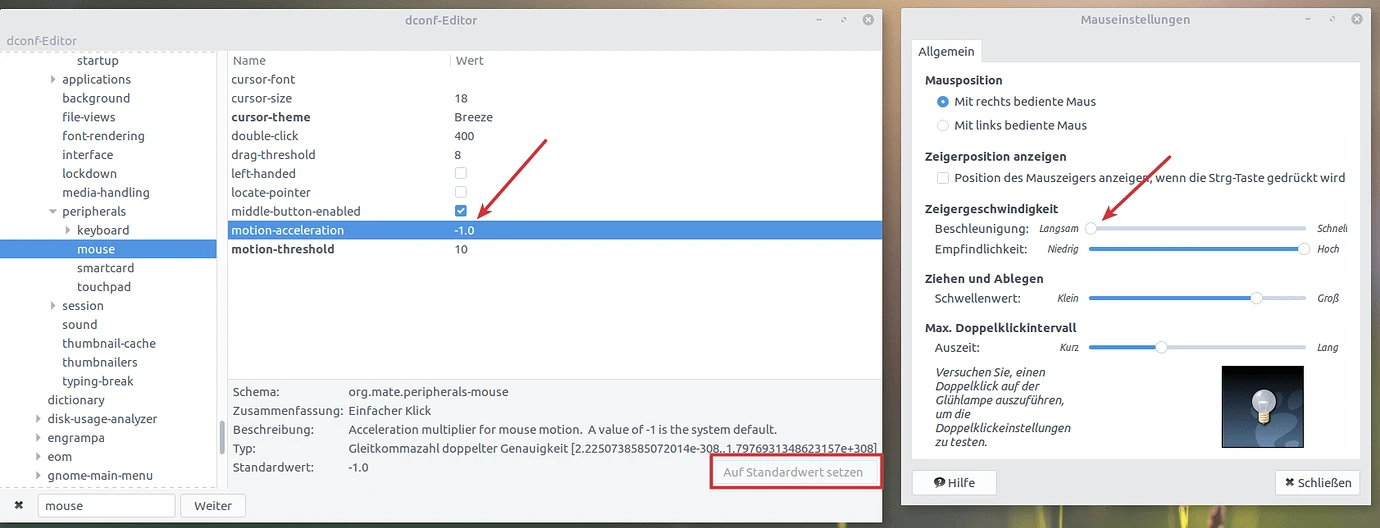 dconf-Editor
dconf-Editor
startup
applications
background
file-views
font-rendering
interface
lockdown
media-handling
peripherals
keyboard
mouse
smartcard
touchpad
session
sound
thumbnail-cache
thumbnailers
typing-break
dictionary
disk-usage-analyzer
engrampa
eom
gnome-main-menu
Name Wert
cursor-font
cursor-size 18
cursor-theme Breeze
double-click 400
drag-threshold 8
left-handed
locate-pointer
middle-button-enabled
motion-acceleration -1.0
motion-threshold 10
Schema: org.mate.peripherals-mouse
Zusammenfassung: Einfacher Klick
Beschreibung: Acceleration multiplier for mouse motion. A value of -1 is the system default.
Typ: Gleitkommazahl doppelter Genauigkeit [2.2250738585072014e-308..1.7976931348623157e+308]
Standardwert: -1.0
Auf Standardwert setzen
mouse Weiter
Mauseinstellungen
Allgemein
Mausposition
Mit rechts bediente Maus
Mit links bediente Maus
Zeigerposition anzeigen
Position des Mauszeigers anzeigen, wenn die Strg-Taste gedrückt wird
Zeigergeschwindigkeit
Beschleunigung: Langsam Schnell
Empfindlichkeit: Niedrig Hoch
Ziehen und Ablegen
Schwellenwert: Klein Groß
Max. Doppelklickintervall
Auszeit: Kurz Lang
Versuchen Sie, einen
Doppelklick auf der
Glühlampe auszuführen,
um die
Doppelklickeinstellungen
zu testen.
Hilfe Schließen